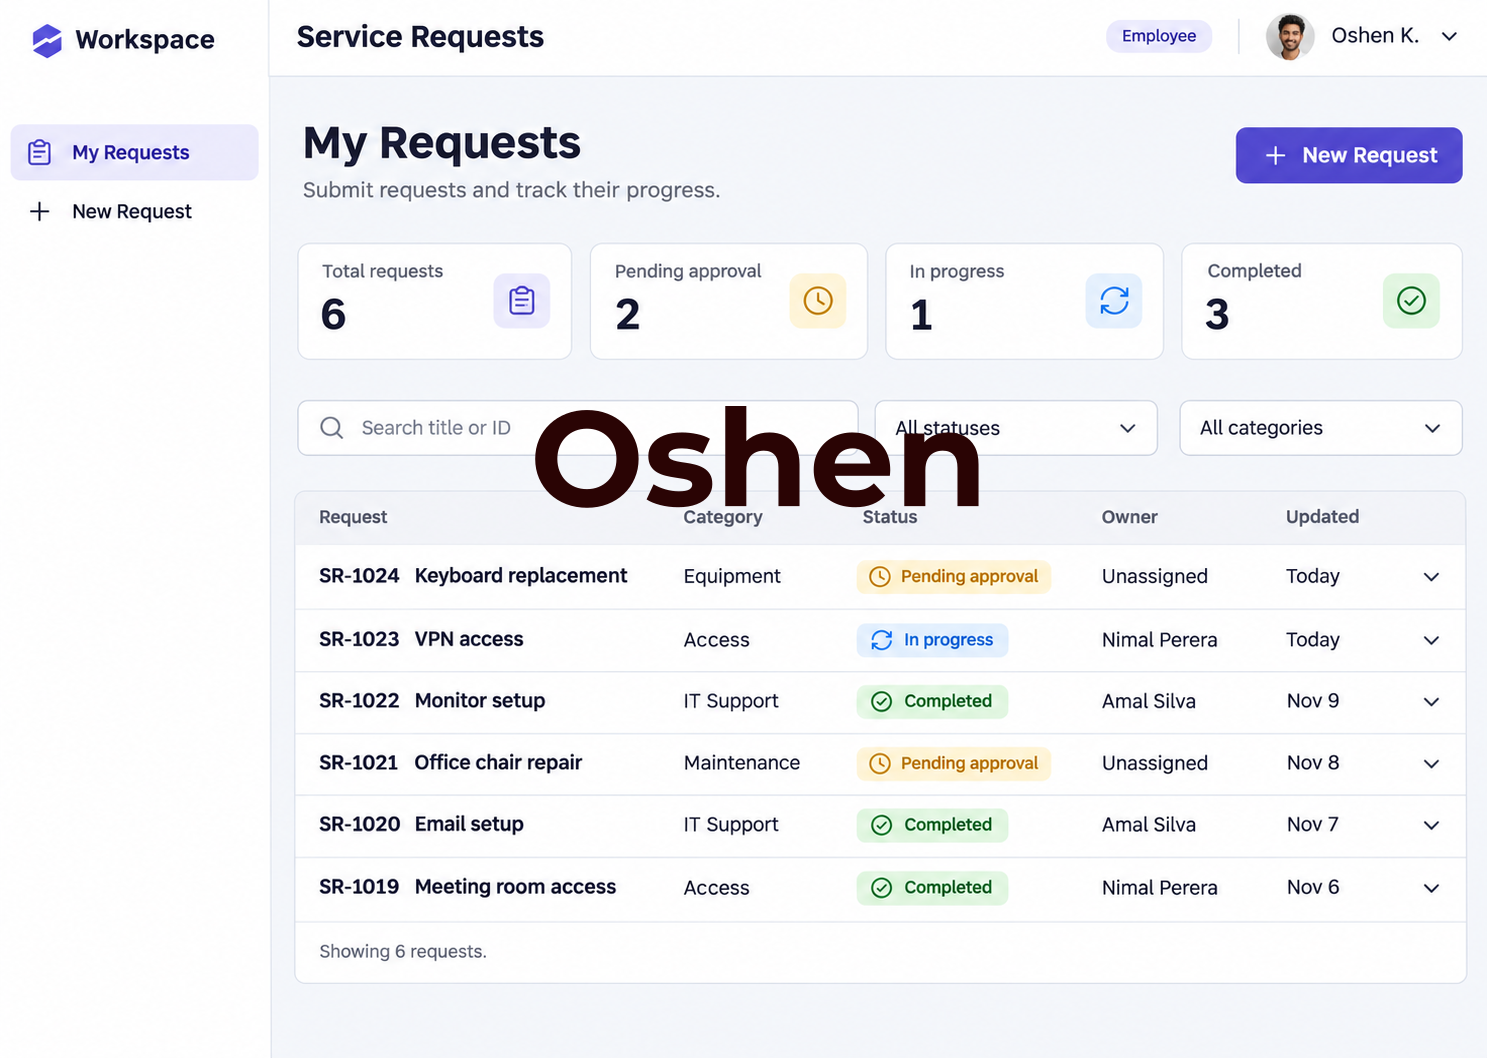 Workspace
Service Requests
Employee
Oshen K.
My Requests
New Request
My Requests
Submit requests and track their progress.
New Request
Total requests
6
Pending approval
2
In progress
1
Completed
3
Search title or ID
All statuses
All categories
Oshen
Request Category Status Owner Updated
SR-1024 Keyboard replacement Equipment Pending approval Unassigned Today
SR-1023 VPN access Access In progress Nimal Perera Today
SR-1022 Monitor setup IT Support Completed Amal Silva Nov 9
SR-1021 Office chair repair Maintenance Pending approval Unassigned Nov 8
SR-1020 Email setup IT Support Completed Amal Silva Nov 7
SR-1019 Meeting room access Access Completed Nimal Perera Nov 6
Showing 6 requests.